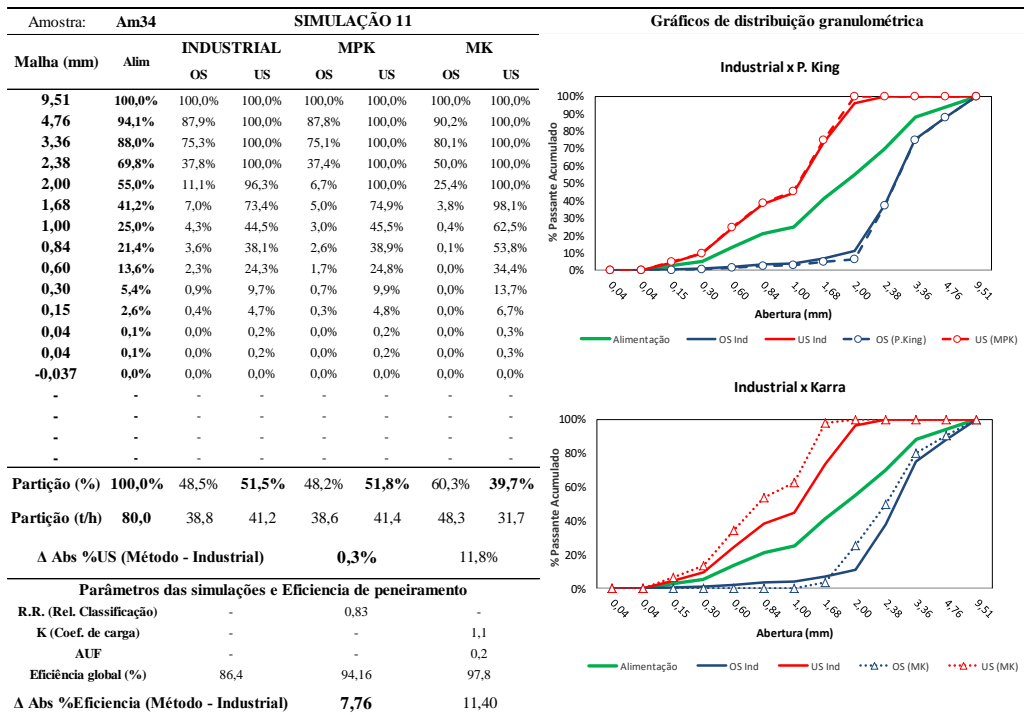 Amostra: Am34 SIMULAÇÃO 11 Gráficos de distribuição granulométrica
Malha (mm) Alim INDUSTRIAL MPK MK
OS US OS US OS US
9,51 100,0% 100,0% 100,0% 100,0% 100,0% 100,0% 100,0%
4,76 94,1% 87,9% 100,0% 87,8% 100,0% 90,2% 100,0%
3,36 88,0% 75,3% 100,0% 75,1% 100,0% 80,1% 100,0%
2,38 69,8% 37,8% 100,0% 37,4% 100,0% 50,0% 100,0%
2,00 55,0% 11,1% 96,3% 6,7% 100,0% 25,4% 100,0%
1,68 41,2% 7,0% 73,4% 5,0% 74,9% 3,8% 98,1%
1,00 25,0% 4,3% 44,5% 3,0% 45,5% 0,4% 62,5%
0,84 21,4% 3,6% 38,1% 2,6% 38,9% 0,1% 53,8%
0,60 13,6% 2,3% 24,3% 1,7% 24,8% 0,0% 34,4%
0,30 5,4% 0,9% 9,7% 0,7% 9,9% 0,0% 13,7%
0,15 2,6% 0,4% 4,7% 0,3% 4,8% 0,0% 6,7%
0,04 0,1% 0,0% 0,2% 0,0% 0,2% 0,0% 0,3%
0,04 0,1% 0,0% 0,2% 0,0% 0,2% 0,0% 0,3%
-0,037 0,0% 0,0% 0,0% 0,0% 0,0% 0,0% 0,0%
- - - - - - - -
- - - - - - - -
- - - - - - - -
- - - - - - - -
Partição (%) 100,0% 48,5% 51,5% 48,2% 51,8% 60,3% 39,7%
Partição (t/h) 80,0 38,8 41,2 38,6 41,4 48,3 31,7
Δ Abs %US (Método - Industrial) 0,3% 11,8%
Parâmetros das simulações e Eficiencia de peneiramento
R.R. (Rel. Classificação) - 0,83 -
K (Coef. de carga) - - 1,1
AUF - - 0,2
Eficiência global (%) 86,4 94,16 97,8
Δ Abs %Eficiencia (Método - Industrial) 7,76 11,40
Industrial x P. King
% Passante Acumulado
100%
90%
80%
70%
60%
50%
40%
30%
20%
10%
0%
0,04 0,04 0,15 0,30 0,60 0,84 1,00 1,68 2,00 2,38 3,36 4,76 9,51
Abertura (mm)
Alimentação OS Ind US Ind OS (P.King) US (MPK)
Industrial x Karra
% Passante Acumulado
100%
80%
60%
40%
20%
0%
0,04 0,04 0,15 0,30 0,60 0,84 1,00 1,68 2,00 2,38 3,36 4,76 9,51
Abertura (mm)
Alimentação OS Ind US Ind OS (MK) US (MK)